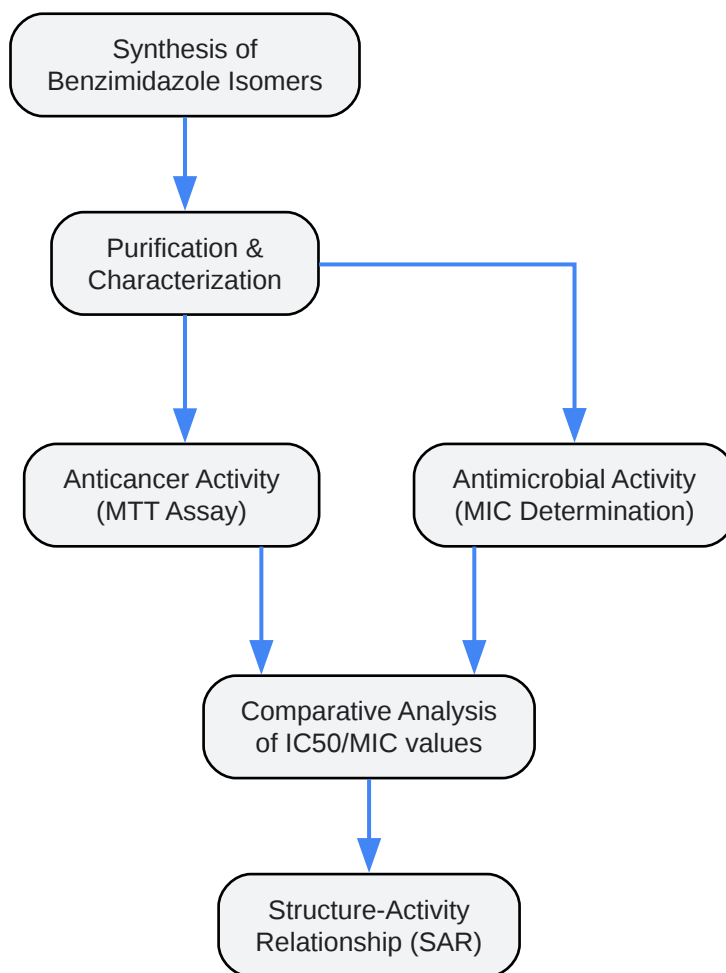 Synthesis of
Benzimidazole Isomers
Purification &
Characterization
Anticancer Activity
(MTT Assay)
Antimicrobial Activity
(MIC Determination)
Comparative Analysis
of IC50/MIC values
Structure-Activity
Relationship (SAR)